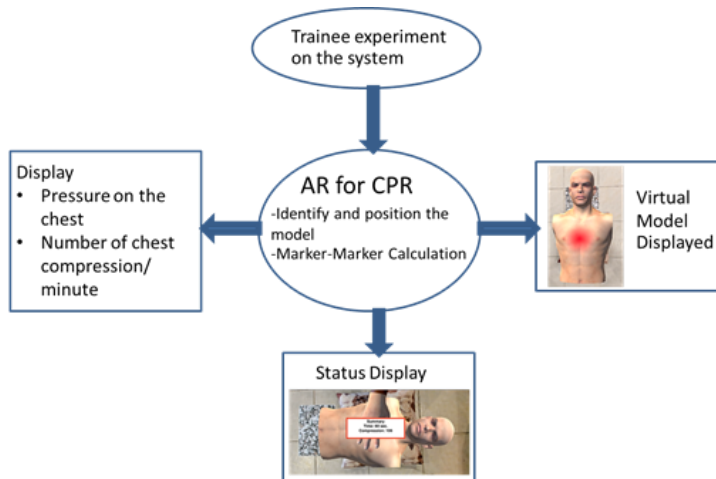 Trainee experiment
on the system
AR for CPR
-Identify and position the
model
-Marker-Marker Calculation
Display
• Pressure on the
chest
• Number of chest
compression/
minute
Virtual
Model
Displayed
Status Display
Summary